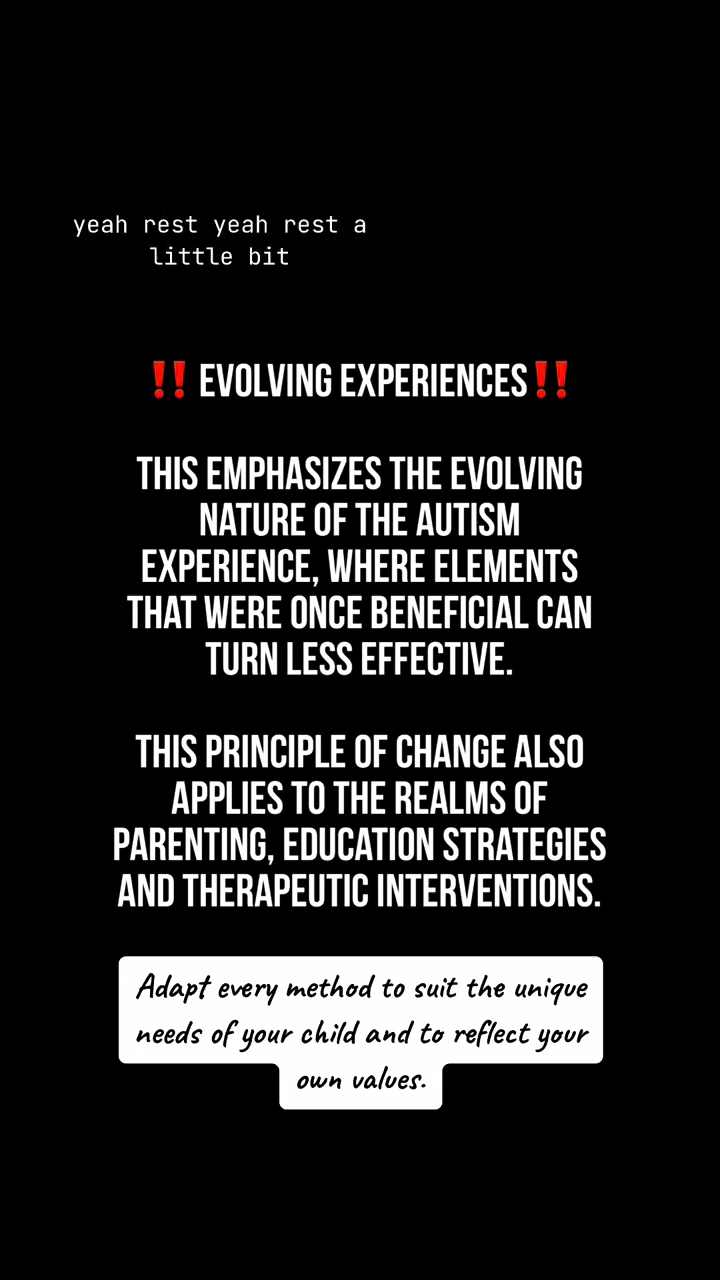 yeah rest yeah rest a
little bit
‼️ EVOLVING EXPERIENCES ‼️
THIS EMPHASIZES THE EVOLVING
NATURE OF THE AUTISM
EXPERIENCE, WHERE ELEMENTS
THAT WERE ONCE BENEFICIAL CAN
TURN LESS EFFECTIVE.
THIS PRINCIPLE OF CHANGE ALSO
APPLIES TO THE REALMS OF
PARENTING, EDUCATION STRATEGIES
AND THERAPEUTIC INTERVENTIONS.
Adapt every method to suit the unique
needs of your child and to reflect your
own values.